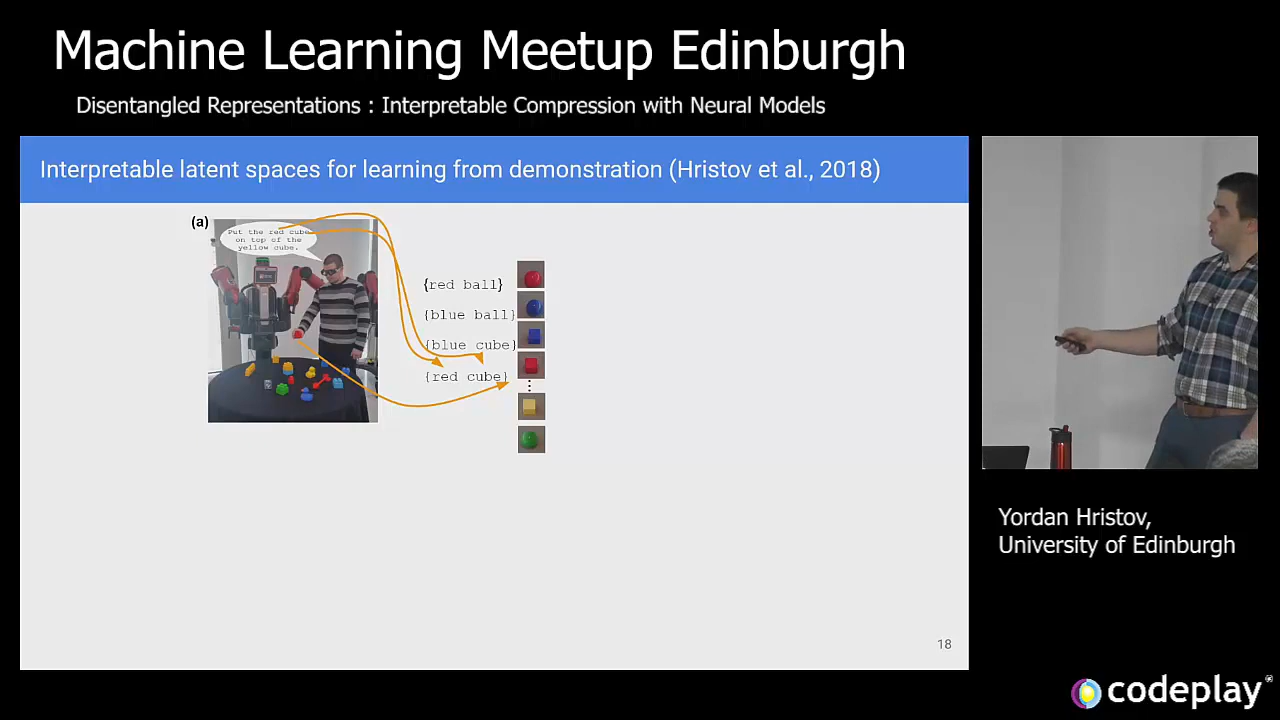 Machine Learning Meetup Edinburgh
Disentangled Representations : Interpretable Compression with Neural Models
Interpretable latent spaces for learning from demonstration (Hristov et al., 2018)
(a)
Put the red cube
on top of the
yellow cube.
{red ball}
{blue ball}
{blue cube}
{red cube}
18
Yordan Hristov,
University of Edinburgh
codeplay®